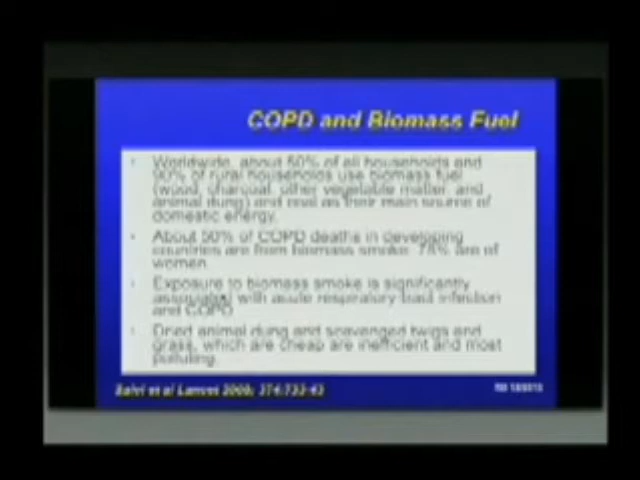 COPD and Biomass Fuel
Worldwide, about 50% of all households and
90% of rural households use biomass fuel
(wood, charcoal, other vegetable matter, and
animal dung) and coal as their main source of
domestic energy.
About 50% of COPD deaths in developing
countries are from biomass smoke. 75% are of
women.
Exposure to biomass smoke is significantly
associated with acute respiratory tract infection
and COPD
Dried animal dung and scavenged twigs and
grass, which are cheap are inefficient and most
polluting.
Salvi et al Lancet 2009; 374:733-43